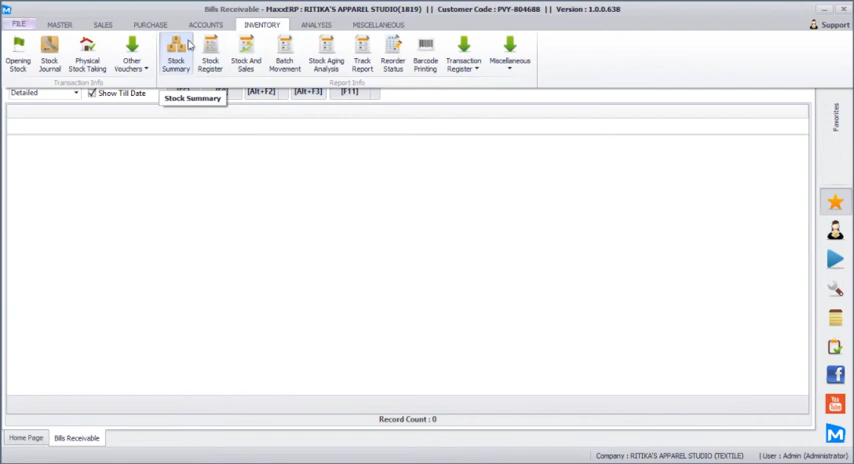 Bills Receivable - MaxxERP : RITIKA'S APPAREL STUDIO(1819) || Customer Code : PVY-804688 || Version : 1.0.0.638
FILE MASTER SALES PURCHASE ACCOUNTS INVENTORY ANALYSIS MISCELLANEOUS Support
Opening Stock Physical Other Stock Stock Stock And Batch Stock Aging Track Reorder Barcode Transaction Miscellaneous
Stock Journal Stock Taking Vouchers Summary Register Sales Movement Analysis Report Status Printing Register
Transaction Info Report Info
Detailed Show Till Date [Alt+F2] [Alt+F3] [F11]
Stock Summary
Favorites
Record Count : 0
Home Page Bills Receivable
Company : RITIKA'S APPAREL STUDIO (TEXTILE) | User : Admin (Administrator)